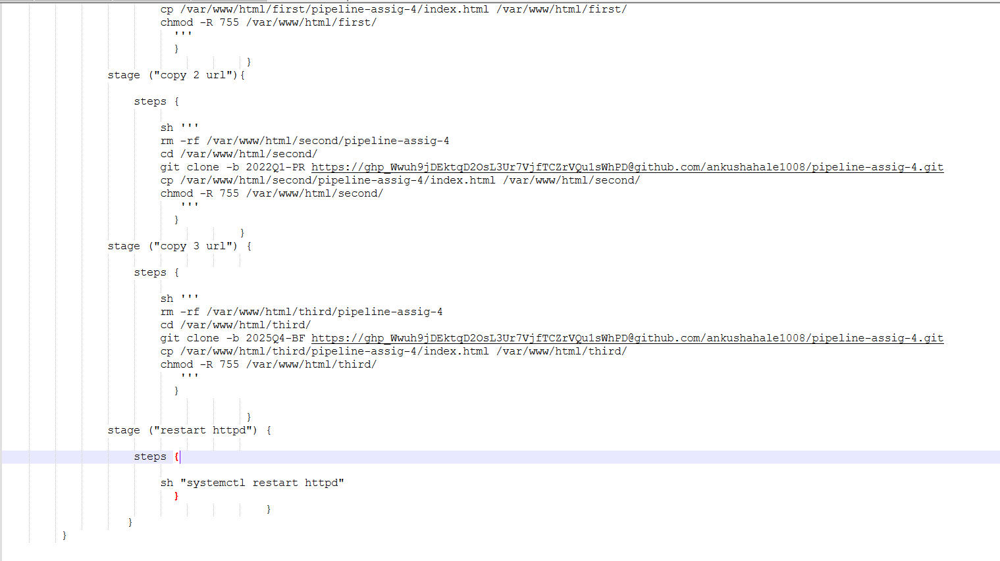 cp /var/www/html/first/pipeline-assig-4/index.html /var/www/html/first/
chmod -R 755 /var/www/html/first/
'''
}
}
stage ("copy 2 url"){
steps {
sh '''
rm -rf /var/www/html/second/pipeline-assig-4
cd /var/www/html/second/
git clone -b 2022Q1-PR https://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@github.com/ankushahale1008/pipeline-assig-4.git
cp /var/www/html/second/pipeline-assig-4/index.html /var/www/html/second/
chmod -R 755 /var/www/html/second/
'''
}
}
stage ("copy 3 url") {
steps {
sh '''
rm -rf /var/www/html/third/pipeline-assig-4
cd /var/www/html/third/
git clone -b 2025Q4-BF https://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@github.com/ankushahale1008/pipeline-assig-4.git
cp /var/www/html/third/pipeline-assig-4/index.html /var/www/html/third/
chmod -R 755 /var/www/html/third/
'''
}
}
stage ("restart httpd") {
steps {
sh "systemctl restart httpd"
}
}
}
}